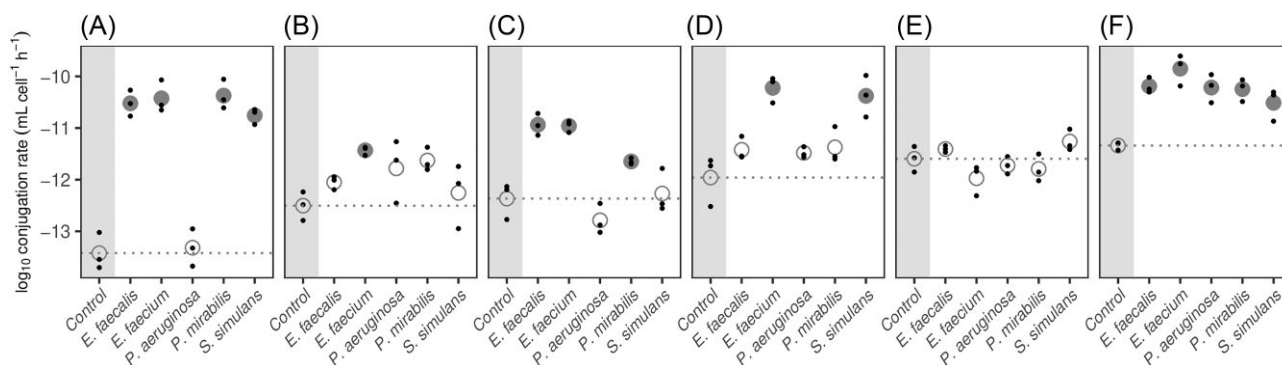 (A) (B) (C) (D) (E) (F)
log₁₀ conjugation rate (mL cell⁻¹ h⁻¹)
−10
−11
−12
−13
Control E. faecalis E. faecium P. aeruginosa P. mirabilis S. simulans
Control E. faecalis E. faecium P. aeruginosa P. mirabilis S. simulans
Control E. faecalis E. faecium P. aeruginosa P. mirabilis S. simulans
Control E. faecalis E. faecium P. aeruginosa P. mirabilis S. simulans
Control E. faecalis E. faecium P. aeruginosa P. mirabilis S. simulans
Control E. faecalis E. faecium P. aeruginosa P. mirabilis S. simulans